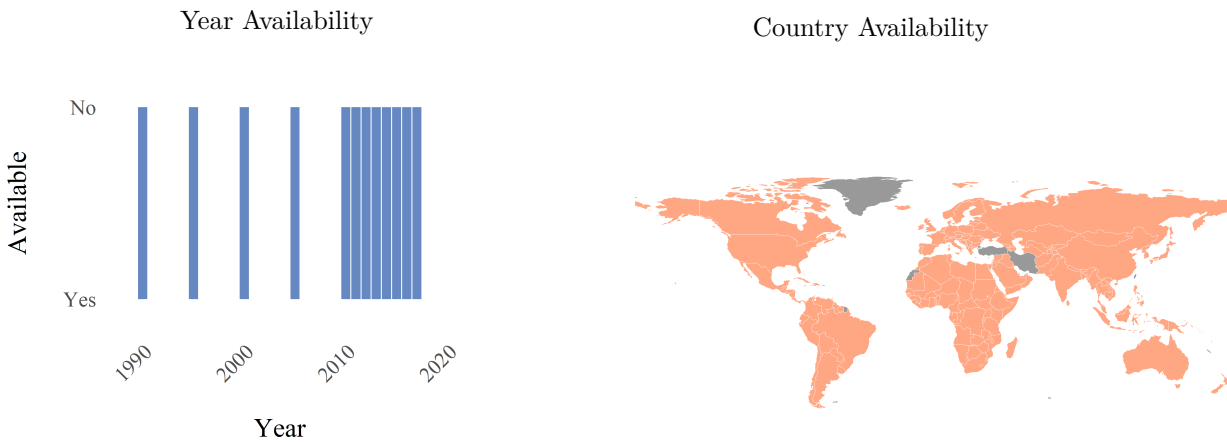 Year Availability
No
Yes
Available
1990
2000
2010
2020
Year
Country Availability